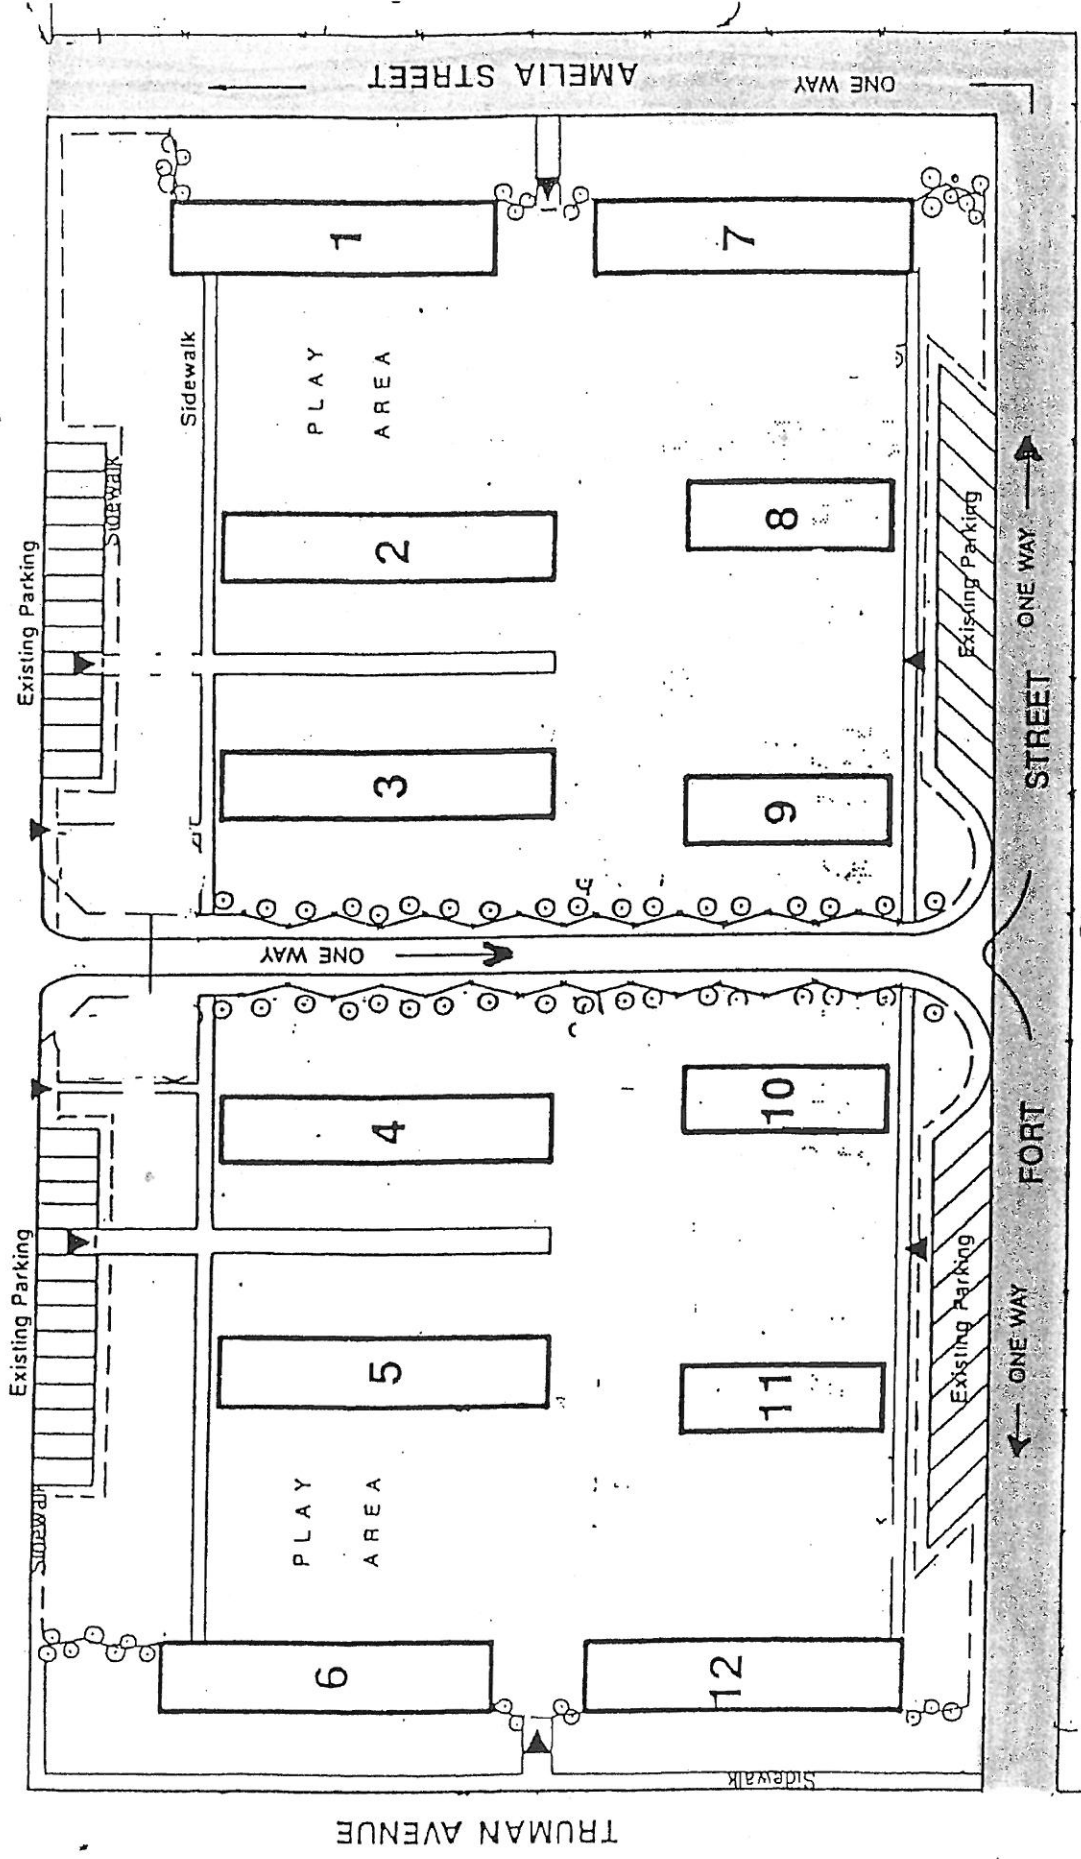 AMELIA STREET
ONE WAY
1
7
Sidewalk
PLAY
AREA
Existing Parking
Sidewalk
2
8
Existing Parking
ONE WAY
STREET
3
9
ONE WAY
4
10
FORT
Existing Parking
5
11
Existing Parking
ONE WAY
PLAY
AREA
Sidewalk
6
12
Sidewalk
TRUMAN AVENUE